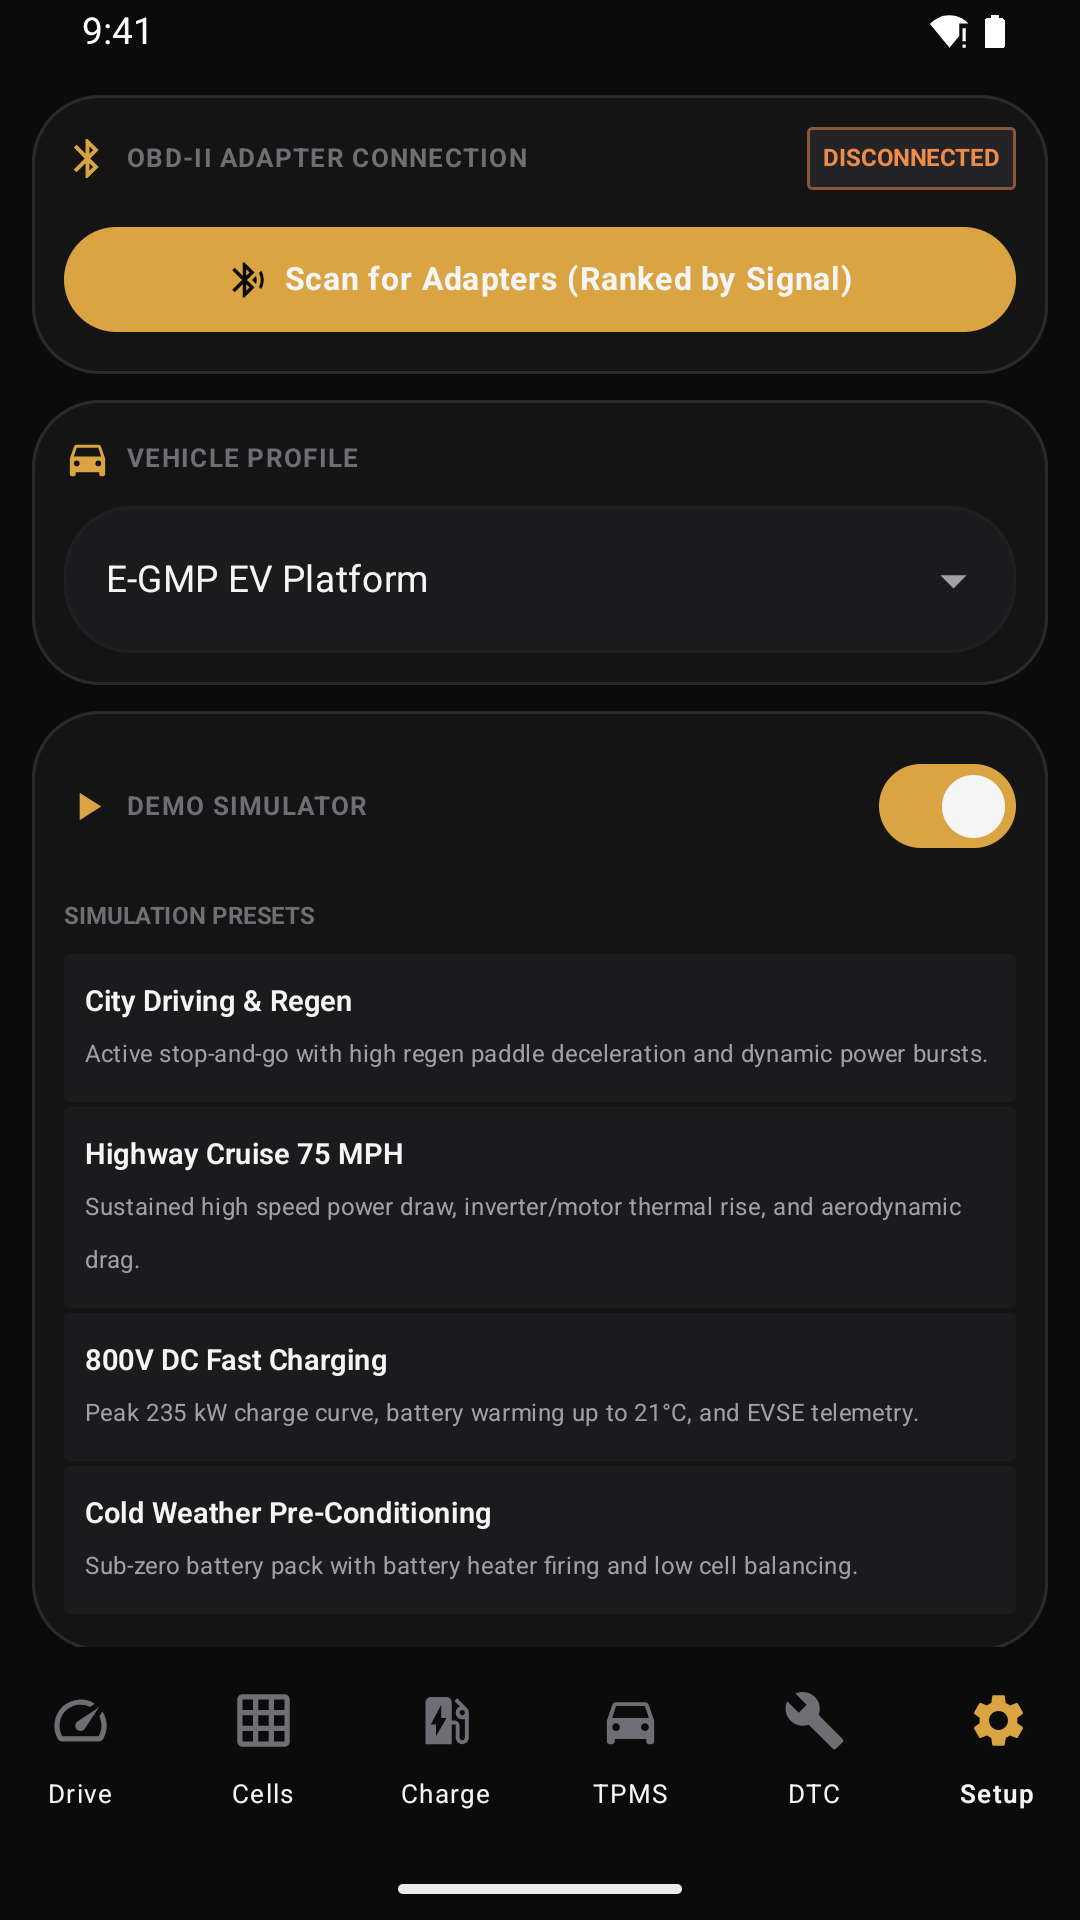 9:41
OBD-II ADAPTER CONNECTION
DISCONNECTED
Scan for Adapters (Ranked by Signal)
VEHICLE PROFILE
E-GMP EV Platform
DEMO SIMULATOR
SIMULATION PRESETS
City Driving & Regen
Active stop-and-go with high regen paddle deceleration and dynamic power bursts.
Highway Cruise 75 MPH
Sustained high speed power draw, inverter/motor thermal rise, and aerodynamic
drag.
800V DC Fast Charging
Peak 235 kW charge curve, battery warming up to 21°C, and EVSE telemetry.
Cold Weather Pre-Conditioning
Sub-zero battery pack with battery heater firing and low cell balancing.
Drive
Cells
Charge
TPMS
DTC
Setup